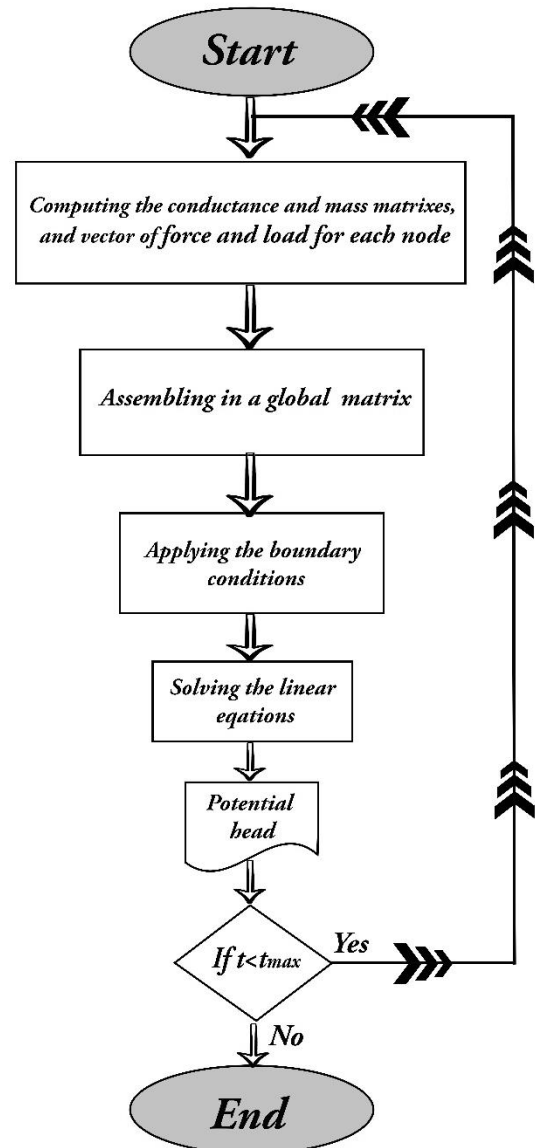 Start
Computing the conductance and mass matrixes,
and vector of force and load for each node
Assembling in a global matrix
Applying the boundary
conditions
Solving the linear
eqations
Potential
head
If t<tmax
Yes
No
End